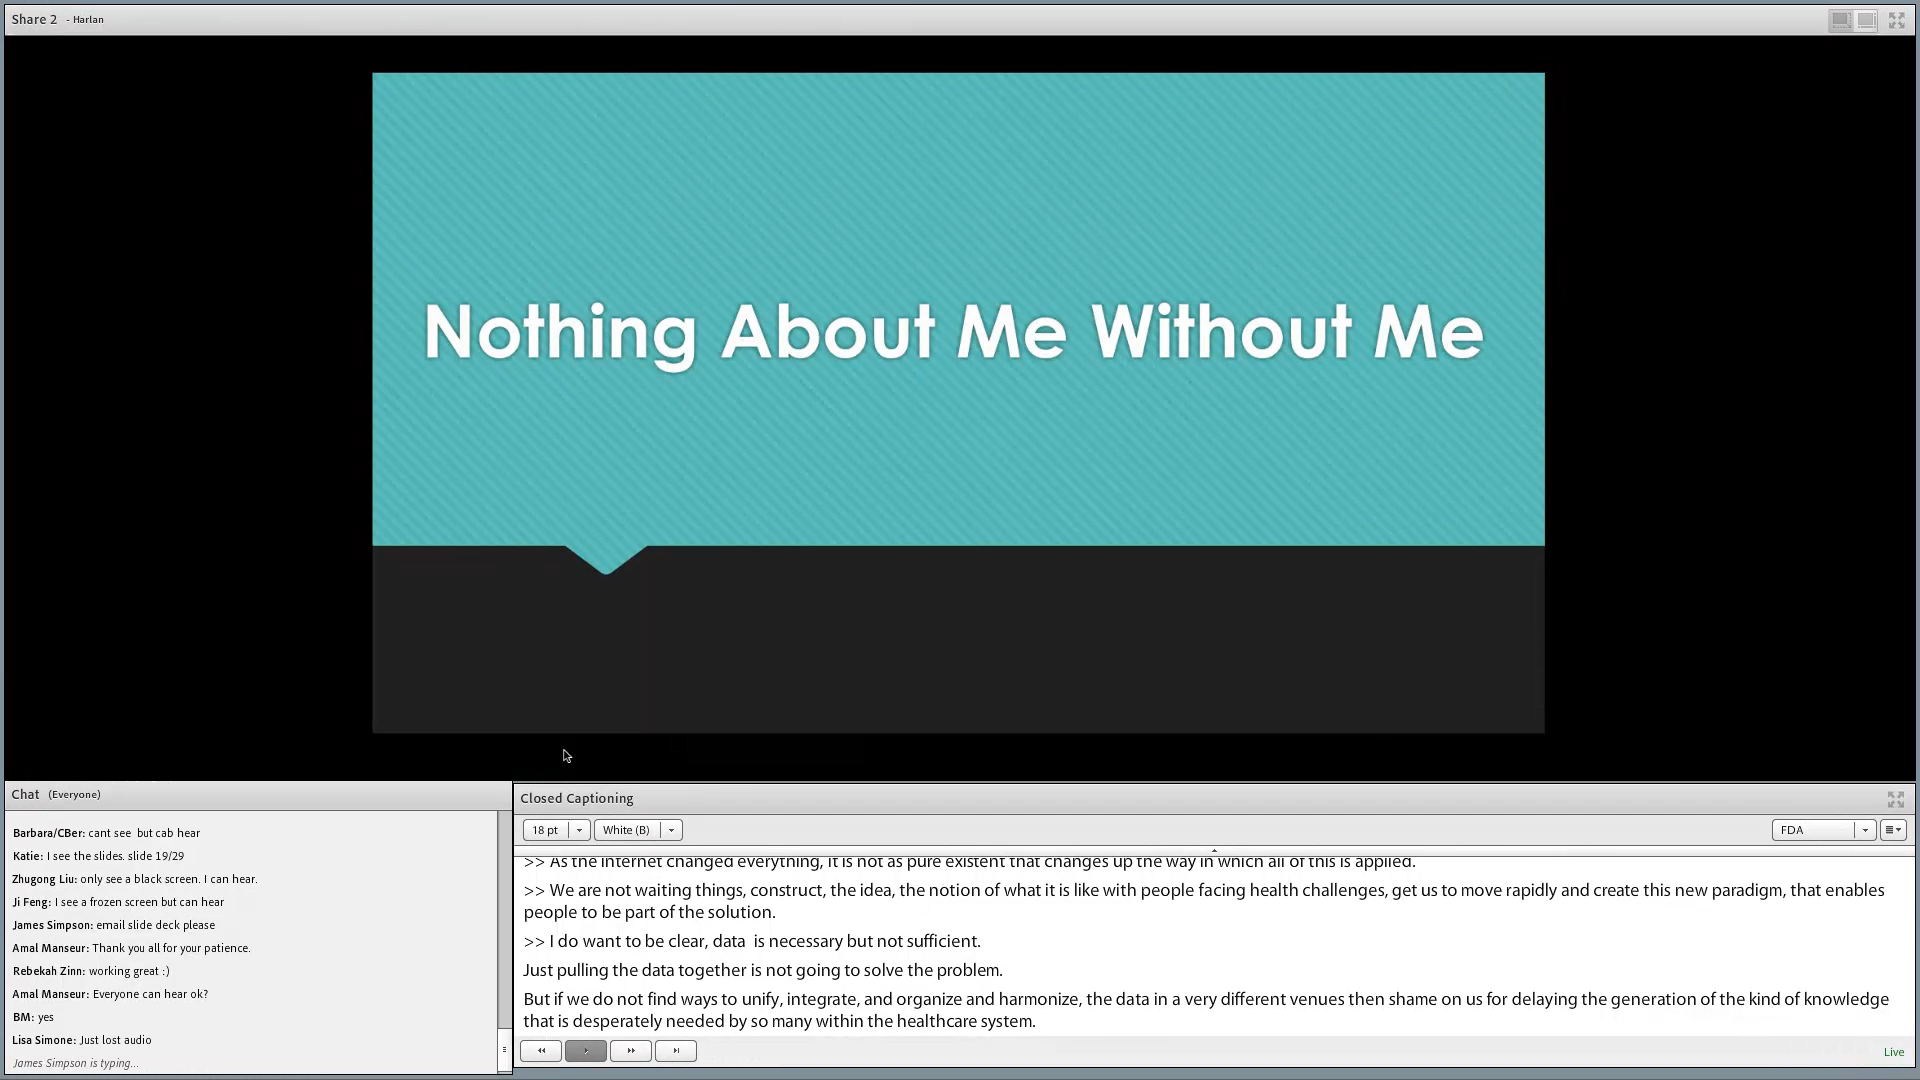 Share 2 - Harlan
Nothing About Me Without Me
Chat (Everyone)
Barbara/CBer: cant see but cab hear
Katie: I see the slides. slide 19/29
Zhugong Liu: only see a black screen. I can hear.
Ji Feng: I see a frozen screen but can hear
James Simpson: email slide deck please
Amal Manseur: Thank you all for your patience.
Rebekah Zinn: working great :)
Amal Manseur: Everyone can hear ok?
BM: yes
Lisa Simone: Just lost audio
James Simpson is typing...
Closed Captioning
18 pt White (B) FDA
>> As the internet changed everything, it is not as pure existent that changes up the way in which all of this is applied.
>> We are not waiting things, construct, the idea, the notion of what it is like with people facing health challenges, get us to move rapidly and create this new paradigm, that enables
people to be part of the solution.
>> I do want to be clear, data is necessary but not sufficient.
Just pulling the data together is not going to solve the problem.
But if we do not find ways to unify, integrate, and organize and harmonize, the data in a very different venues then shame on us for delaying the generation of the kind of knowledge
that is desperately needed by so many within the healthcare system.
Live